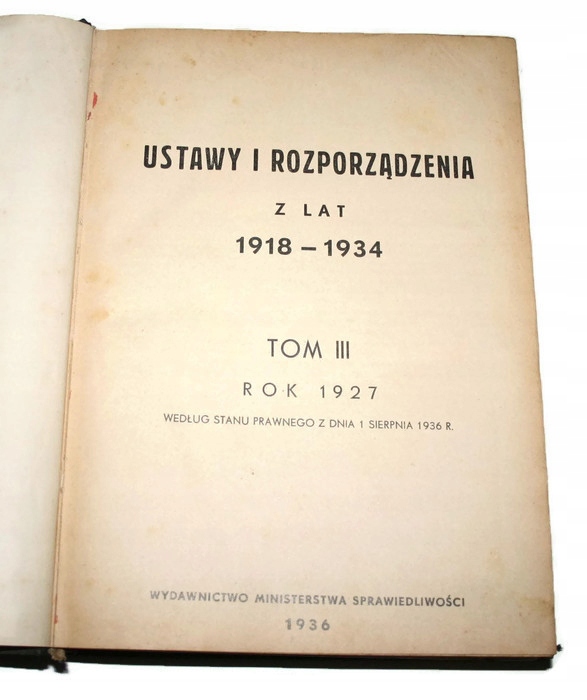 USTAWY I ROZPORZĄDZENIA
Z LAT
1918 – 1934
TOM III
ROK 1927
WEDŁUG STANU PRAWNEGO Z DNIA 1 SIERPNIA 1936 R.
WYDAWNICTWO MINISTERSTWA SPRAWIEDLIWOŚCI
1936